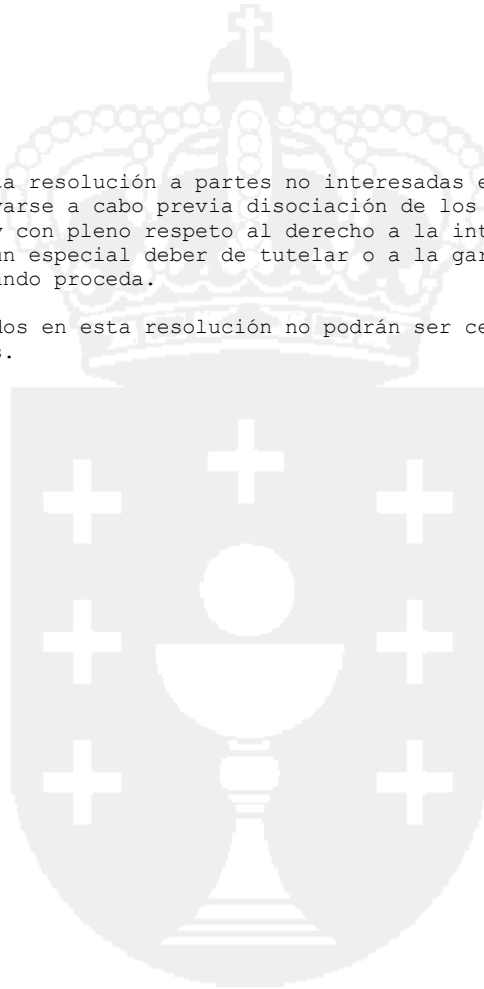 ta resolución a partes no interesadas e
varse a cabo previa disociación de los
y con pleno respeto al derecho a la int
un especial deber de tutelar o a la gar
ando proceda.
dos en esta resolución no podrán ser ce
s.